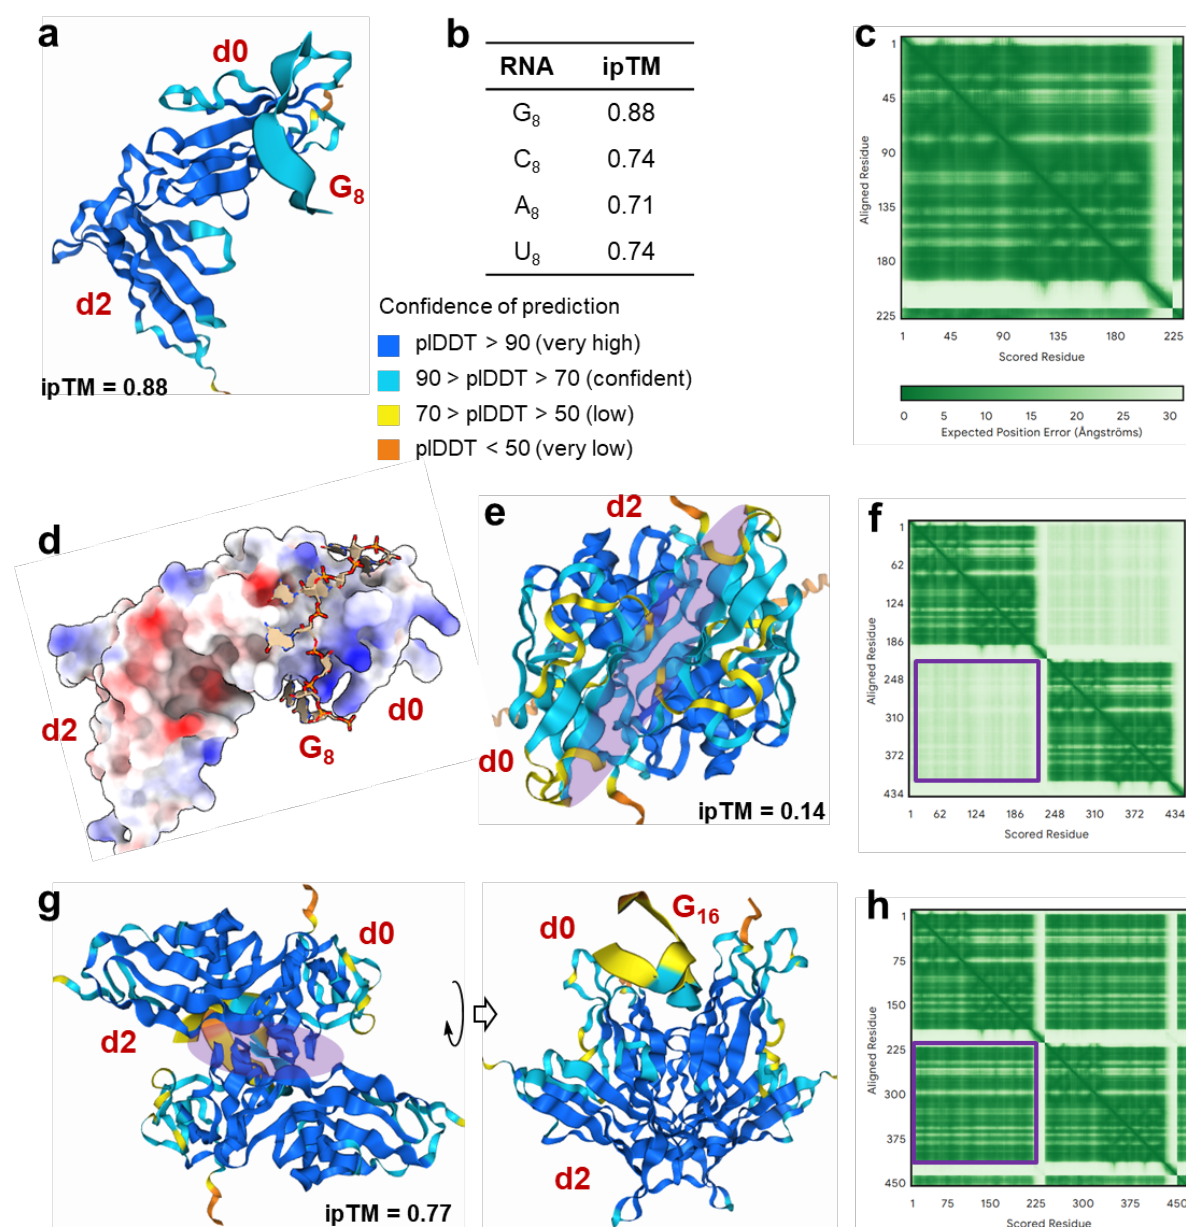 a
d0
G8
d2
ipTM = 0.88
b
RNA ipTM
G8 0.88
C8 0.74
A8 0.71
U8 0.74
Confidence of prediction
plDDT > 90 (very high)
90 > plDDT > 70 (confident)
70 > plDDT > 50 (low)
plDDT < 50 (very low)
c
Aligned Residue
1
45
90
135
180
225
1 45 90 135 180 225
Scored Residue
0 5 10 15 20 25 30
Expected Position Error (Ångströms)
d
d2
d0
G8
e
d2
d0
ipTM = 0.14
f
Aligned Residue
1
62
124
186
248
310
372
434
1 62 124 186 248 310 372 434
Scored Residue
g
d0
d2
ipTM = 0.77
d0
G16
d2
h
Aligned Residue
1
75
150
225
300
375
450
1 75 150 225 300 375 450
Scored Residue